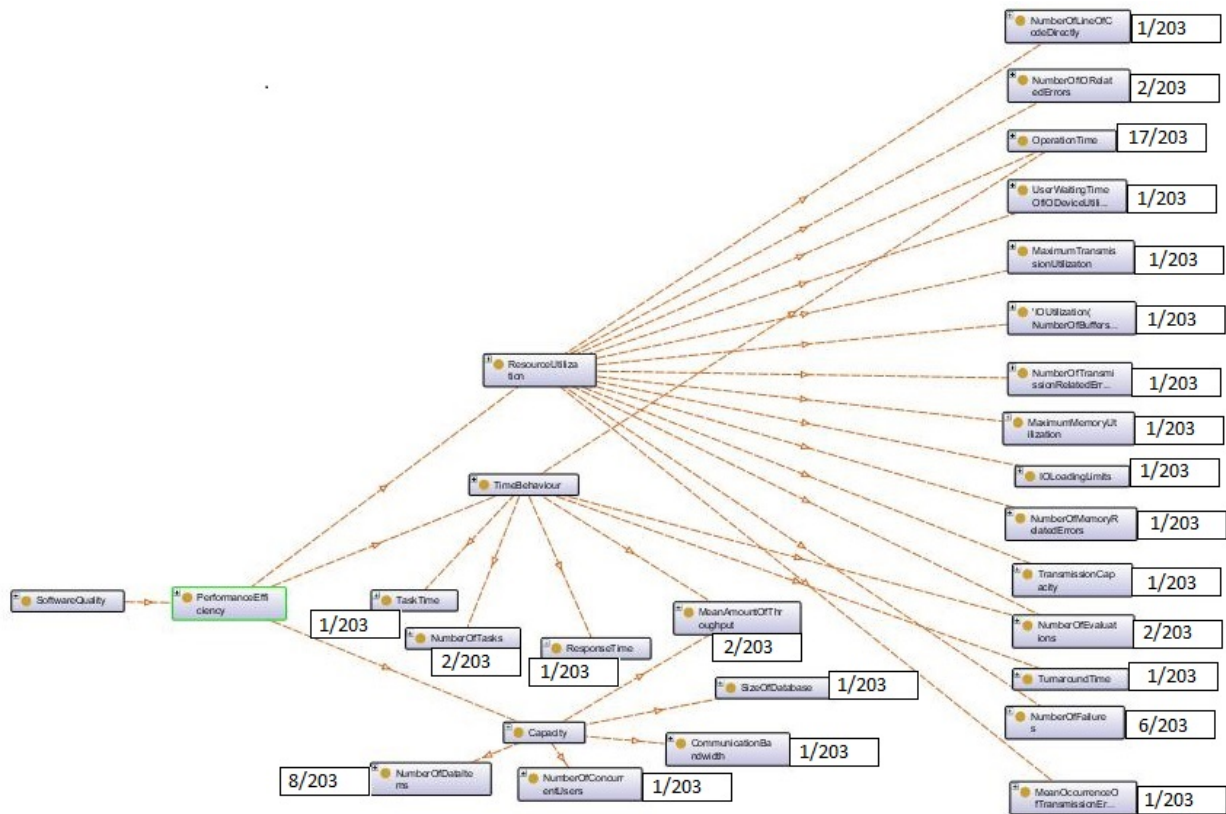 NumberOfLineOfC
odeDirectly
1/203
NumberOfIORelat
edErrors
2/203
OperationTime
17/203
UserWaitingTime
OfIODeviceUtili...
1/203
MaximumTransmis
sionUtilizaton
1/203
'IOUtilization(
NumberOfBuffers...
1/203
ResourceUtiliza
tion
NumberOfTransmi
ssionRelatedErr...
1/203
MaximumMemoryUt
ilization
1/203
IOLoadingLimits
1/203
TimeBehaviour
NumberOfMemoryR
elatedErrors
1/203
SoftwareQuality
PerformanceEffi
ciency
TaskTime
1/203
NumberOfTasks
2/203
ResponseTime
1/203
MeanAmountOfThr
oughput
2/203
TransmissionCap
acity
1/203
NumberOfEvaluat
ions
2/203
TurnaroundTime
1/203
SizeOfDatabase
1/203
NumberOfFailure
s
6/203
Capacity
CommunicationBa
ndwidth
1/203
8/203
NumberOfDataIte
ms
NumberOfConcurr
entUsers
1/203
MeanOccurrenceO
fTransmissionEr...
1/203